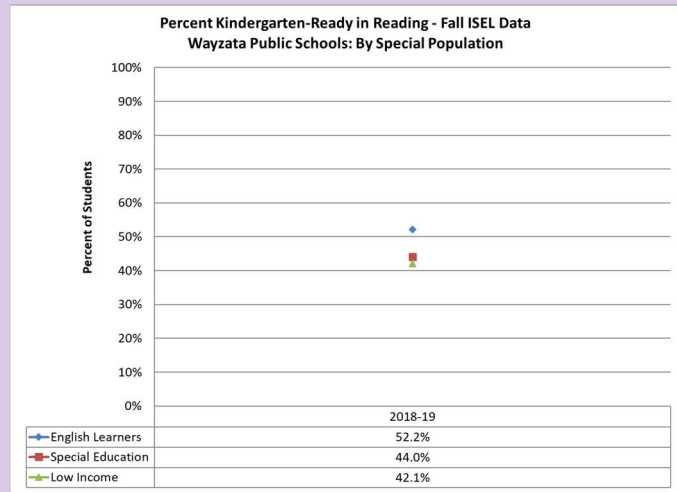 Percent Kindergarten-Ready in Reading - Fall ISEL Data
Wayzata Public Schools: By Special Population
100%
90%
80%
70%
60%
50%
40%
30%
20%
10%
0%
Percent of Students
2018-19
English Learners 52.2%
Special Education 44.0%
Low Income 42.1%